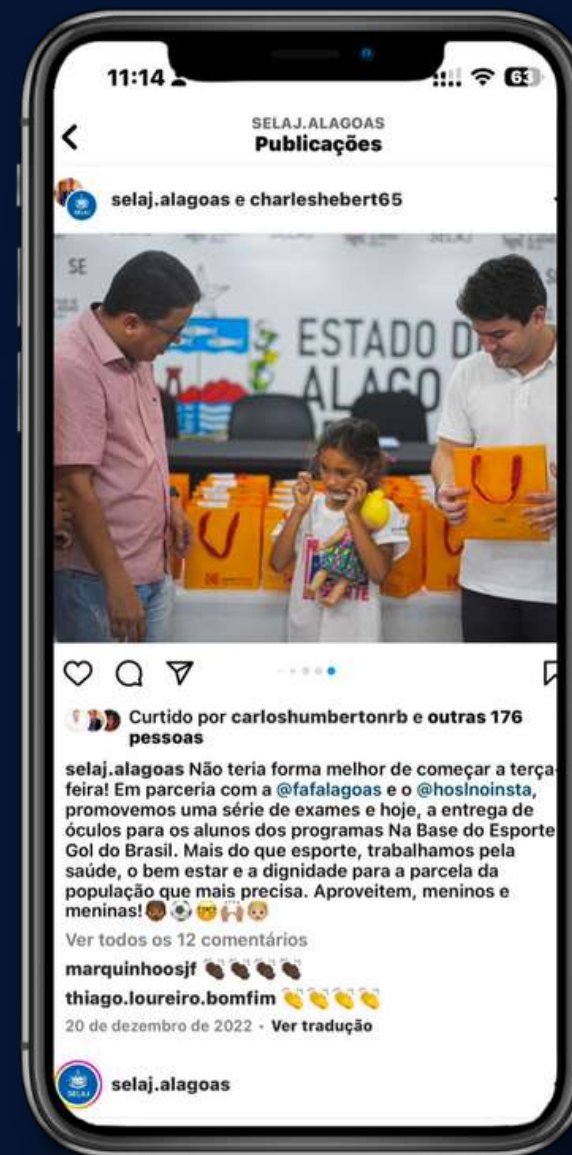 11:14
63
SELAJ.ALAGOAS
Publicações
selaj.alagoas e charleshebert65
SE
ESTADO D
ALAGO
Curtido por carloshumbertonrb e outras 176
pessoas
selaj.alagoas Não teria forma melhor de começar a terça-
feira! Em parceria com a @fafalagoas e o @hoslnoinsta,
promovemos uma série de exames e hoje, a entrega de
óculos para os alunos dos programas Na Base do Esporte
Gol do Brasil. Mais do que esporte, trabalhamos pela
saúde, o bem estar e a dignidade para a parcela da
população que mais precisa. Aproveitem, meninos e
meninas!
Ver todos os 12 comentários
marquinhoosjf
thiago.loureiro.bomfim
20 de dezembro de 2022 · Ver tradução
SELAJ
selaj.alagoas